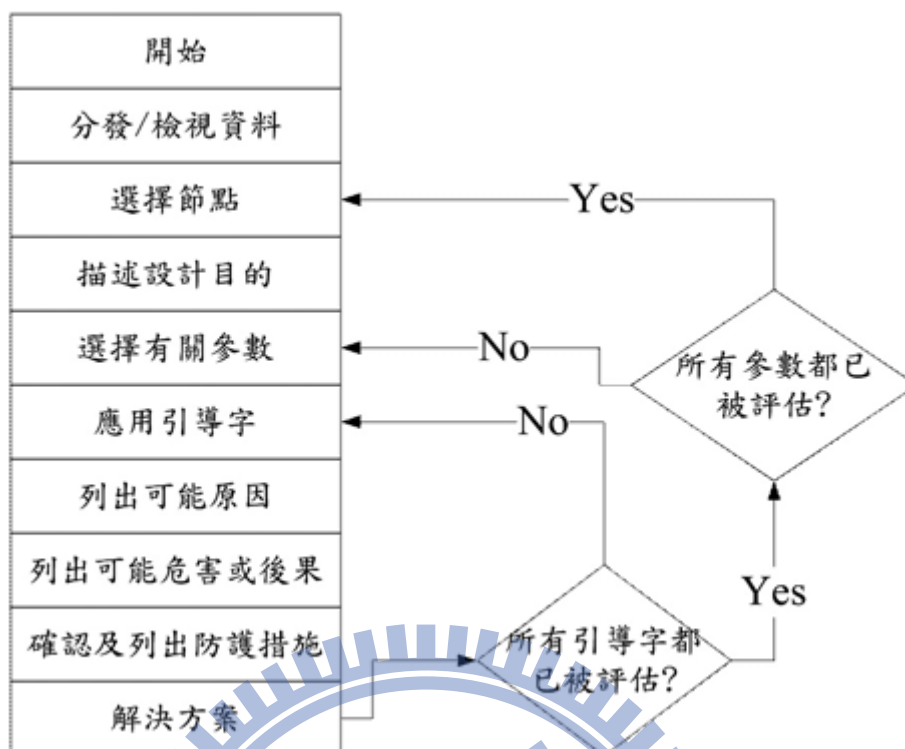 開始
分發/檢視資料
選擇節點
描述設計目的
選擇有關參數
應用引導字
列出可能原因
列出可能危害或後果
確認及列出防護措施
解決方案
Yes
No
No
所有參數都已
被評估?
Yes
所有引導字都
已被評估?